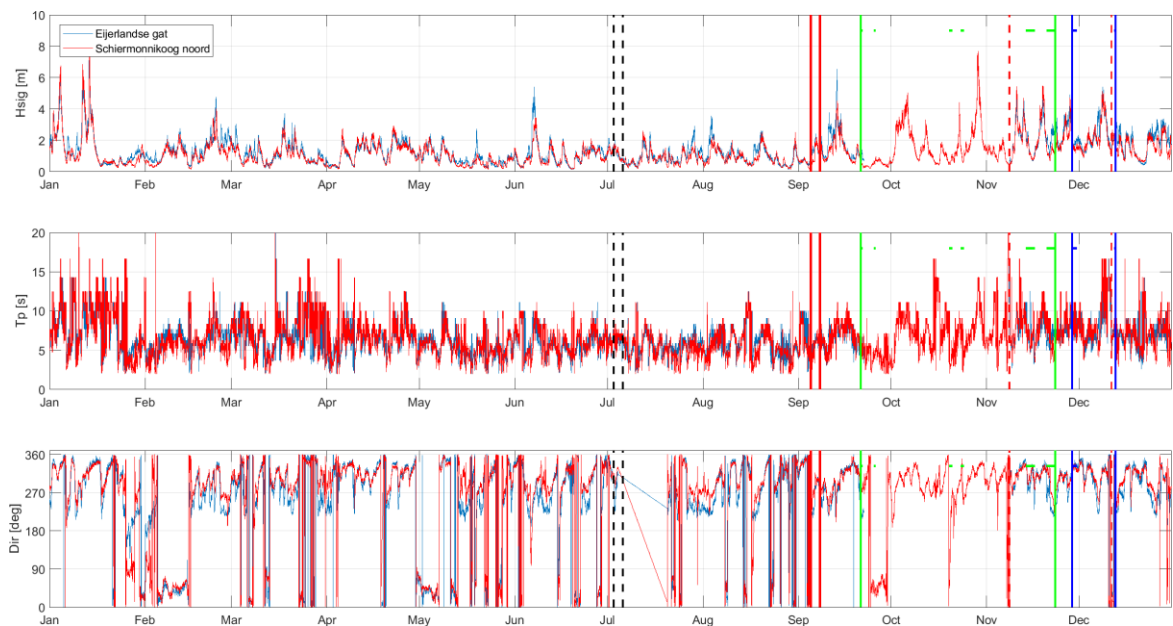 Eijerlandse gat
Schiermonnikoog noord
Hsig [m]
10
8
6
4
2
0
Jan Feb Mar Apr May Jun Jul Aug Sep Oct Nov Dec
Tp [s]
20
15
10
5
0
Jan Feb Mar Apr May Jun Jul Aug Sep Oct Nov Dec
Dir [deg]
360
270
180
90
0
Jan Feb Mar Apr May Jun Jul Aug Sep Oct Nov Dec